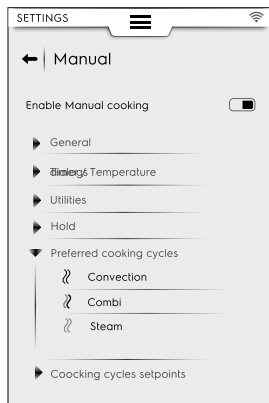 SETTINGS
Manual
Enable Manual cooking
General
Temperature
Utilities
Hold
Preferred cooking cycles
Convection
Combi
Steam
Coocking cycles setpoints